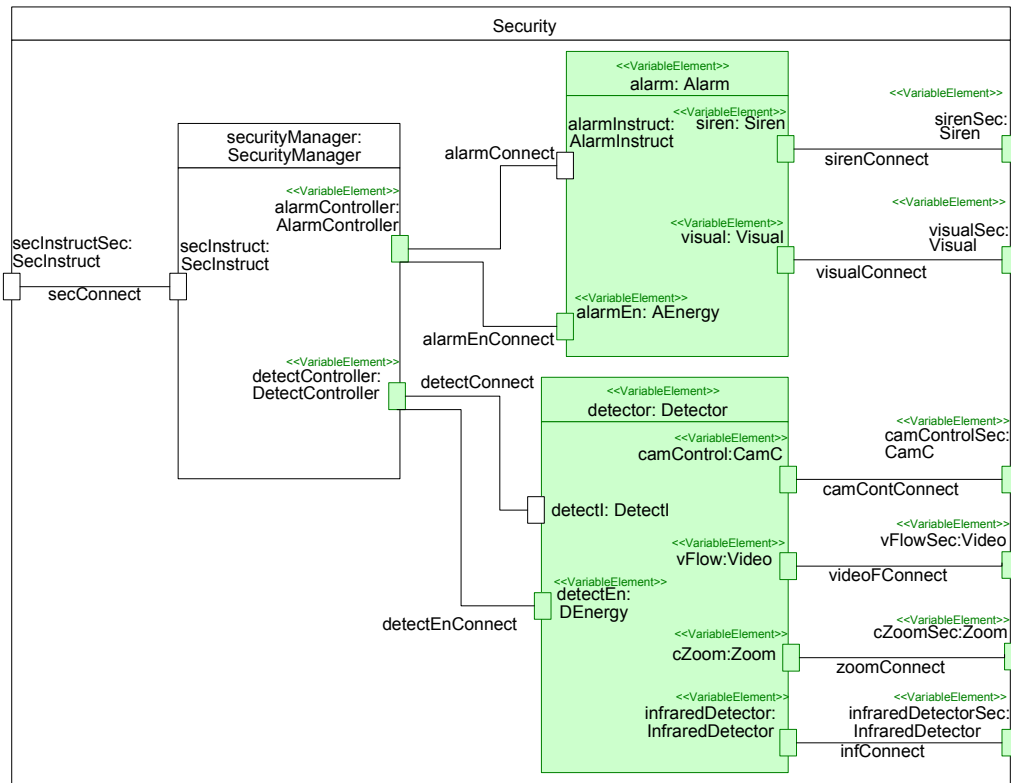 Security
<<VariableElement>>
alarm: Alarm
<<VariableElement>>
siren: Siren
alarmInstruct:
AlarmInstruct
<<VariableElement>>
sirenSec:
Siren
sirenConnect
securityManager:
SecurityManager
alarmConnect
<<VariableElement>>
alarmController:
AlarmController
<<VariableElement>>
visual: Visual
<<VariableElement>>
visualSec:
Visual
visualConnect
secInstructSec:
SecInstruct
secInstruct:
SecInstruct
secConnect
<<VariableElement>>
alarmEn: AEnergy
alarmEnConnect
<<VariableElement>>
detectController:
DetectController
detectConnect
<<VariableElement>>
detector: Detector
<<VariableElement>>
camControl:CamC
<<VariableElement>>
camControlSec:
CamC
camContConnect
detectI: DetectI
<<VariableElement>>
vFlow:Video
<<VariableElement>>
vFlowSec:Video
videoFConnect
<<VariableElement>>
detectEn:
DEnergy
detectEnConnect
<<VariableElement>>
cZoom:Zoom
<<VariableElement>>
cZoomSec:Zoom
zoomConnect
<<VariableElement>>
infraredDetector:
InfraredDetector
<<VariableElement>>
infraredDetectorSec:
InfraredDetector
infConnect